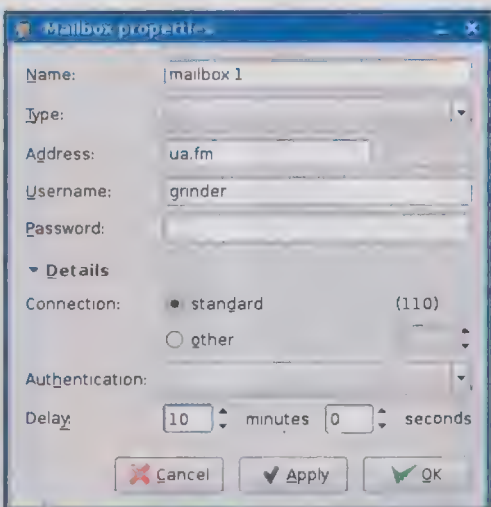 Mailbox properties
Name: mailbox 1
Type:
Address: ua.fm
Username: grinder
Password:
Details
Connection: standard (110)
other
Authentication:
Delay: 10 minutes 0 seconds
Cancel Apply OK